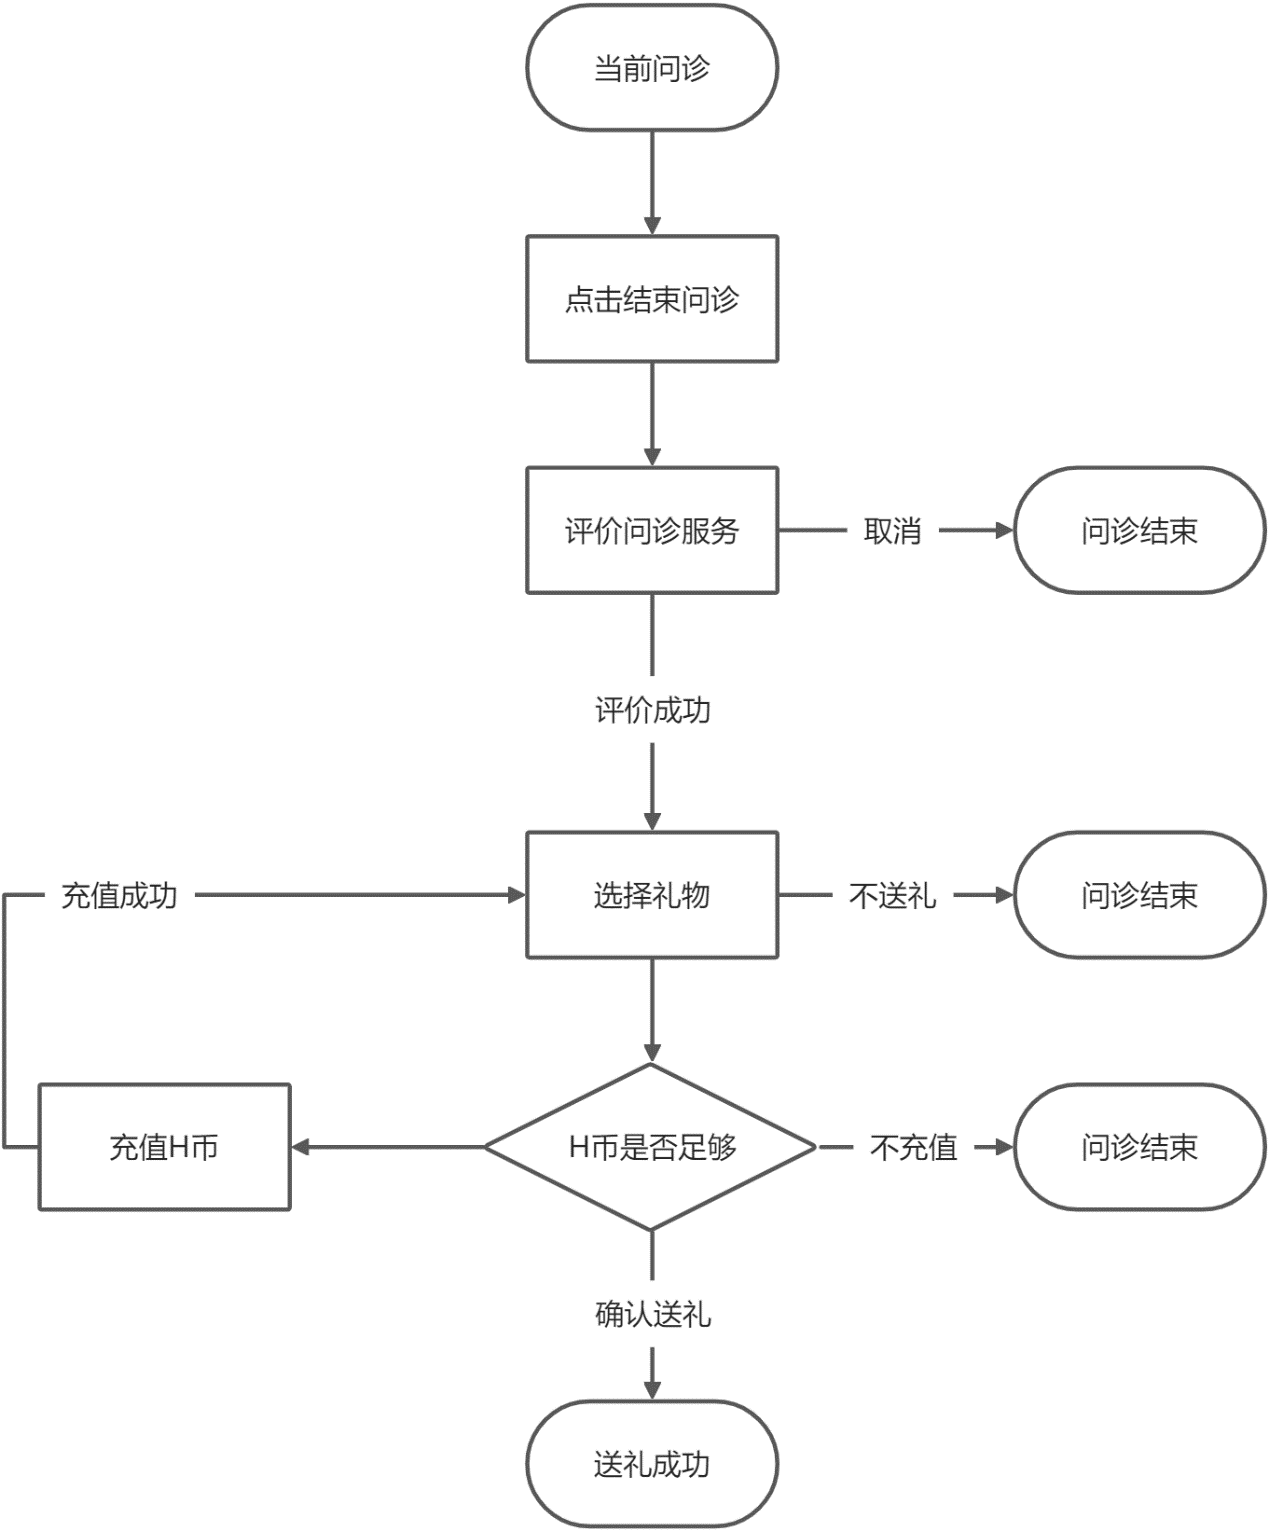 当前问诊
点击结束问诊
评价问诊服务
取消
问诊结束
评价成功
充值成功
选择礼物
不送礼
问诊结束
充值H币
H币是否足够
不充值
问诊结束
确认送礼
送礼成功